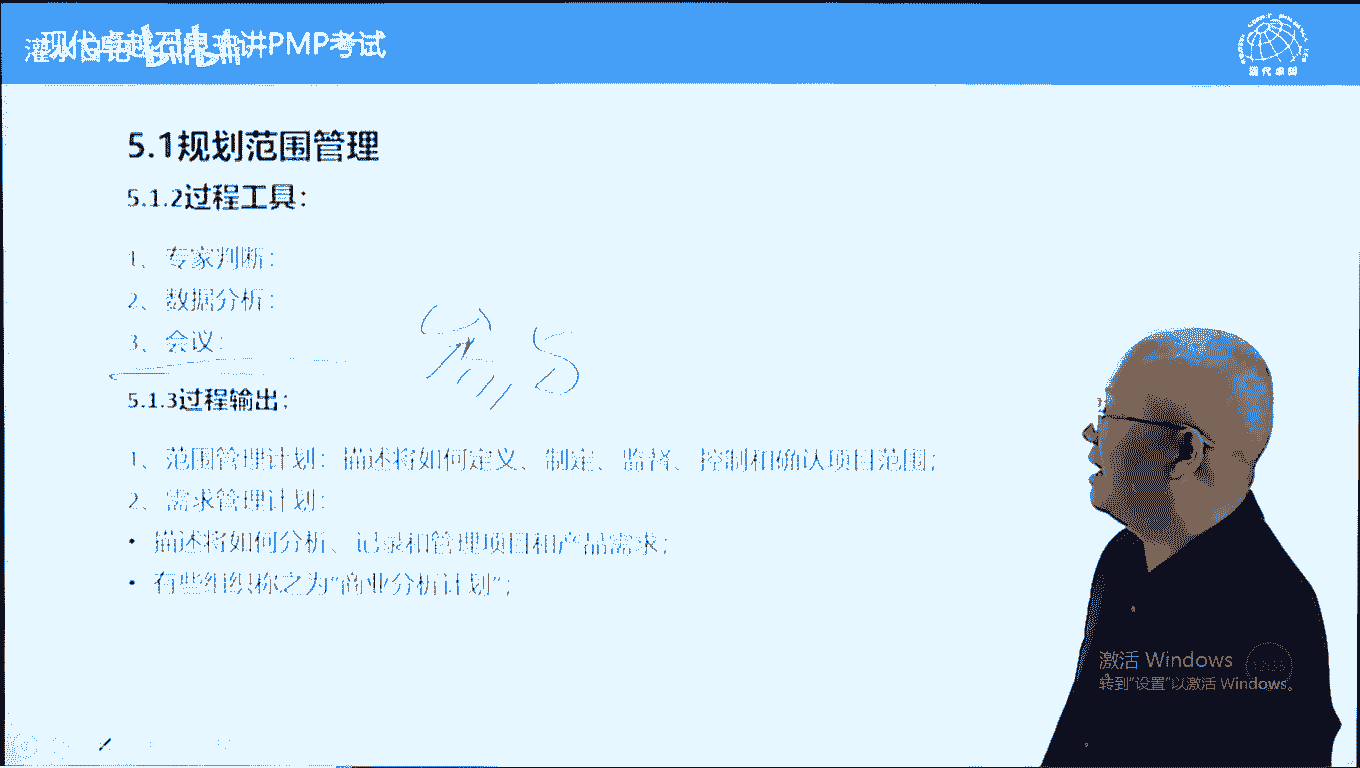 讲PMP考试
现代卓越
5.1规划范围管理
5.1.2过程工具：
1、专家判断：
2、数据分析：
3、会议：
5.1.3过程输出；
1、范围管理计划：描述将如何定义、制定、监督、控制和确认项目范围；
2、需求管理计划：
• 描述将如何分析、记录和管理项目和产品需求；
• 有些组织称之为“商业分析计划”；
激活 Windows
转到“设置”以激活 Windows。